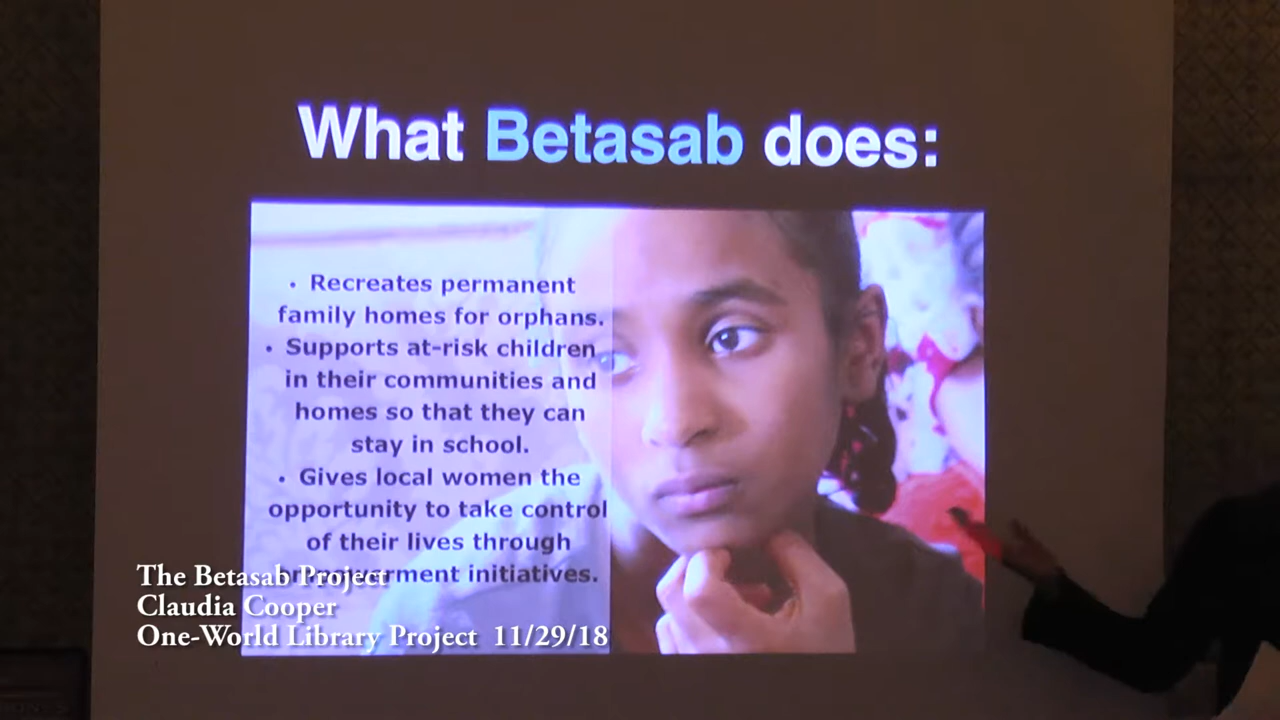 What Betasab does:
• Recreates permanent
family homes for orphans.
• Supports at-risk children
in their communities and
homes so that they can
stay in school.
• Gives local women the
opportunity to take control
of their lives through
initiatives.
The Betasab Project
Claudia Cooper
One-World Library Project 11/29/18